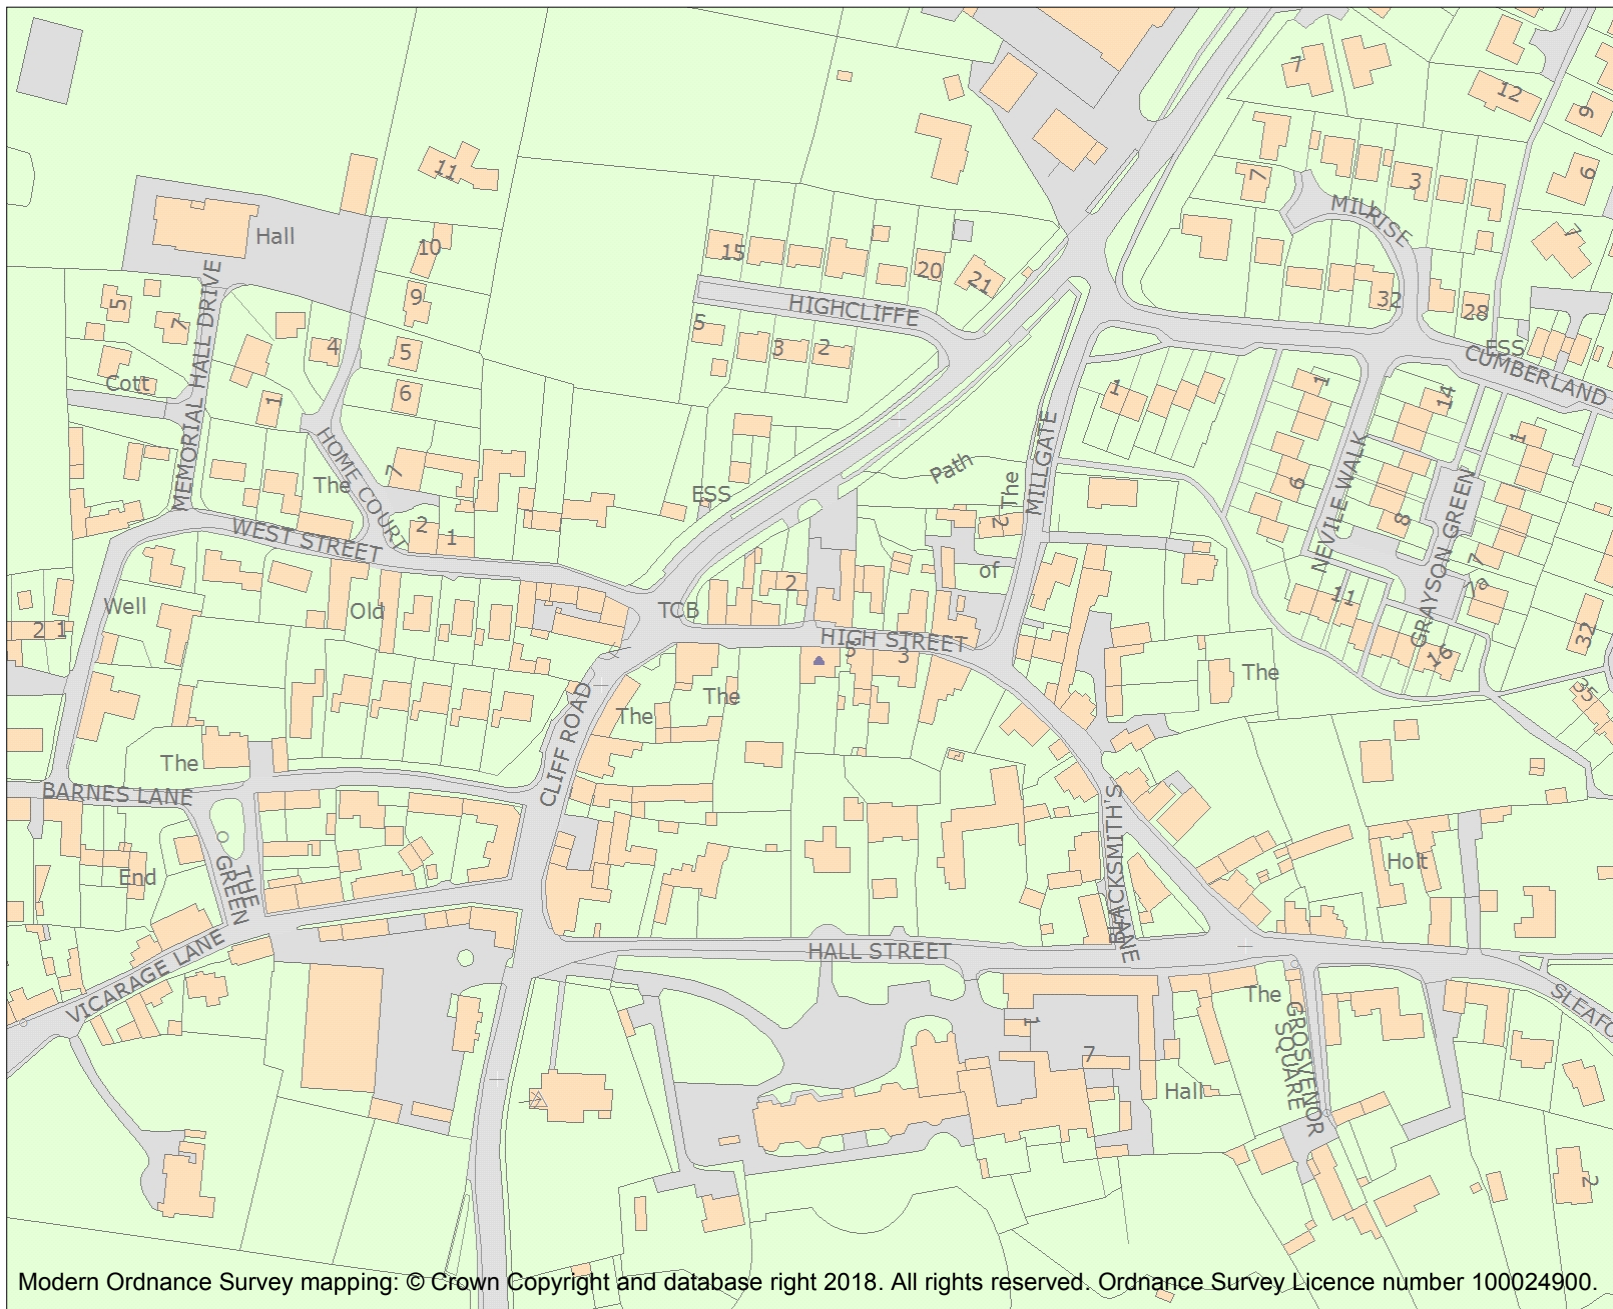 7
12
9
11
7
3
6
MILRISE
Hall
10
15
20
21
7
5
7
9
HIGHCLIFFE
32
28
4
5
5
3
2
ESS
CUMBERLAND
MEMORIAL HALL DRIVE
Cott
6
1
1
1
14
1
HOME COURT
7
The
Path
The
MILLGATE
6
NEVILE WALK
8
GRAYSON GREEN
ESS
2
WEST STREET
2
1
of
7
7a
Well
Old
TCB
2
11
2 1
HIGH STREET
5
3
16
32
The
The
The
35
CLIFF ROAD
The
BARNES LANE
BLACKSMITH'S
LANE
End
THE
GREEN
Holt
VICARAGE LANE
HALL STREET
The
SLEAFO
1
7
GROSVENOR
SQUARE
Hall
2
Modern Ordnance Survey mapping: © Crown Copyright and database right 2018. All rights reserved. Ordnance Survey Licence number 100024900.